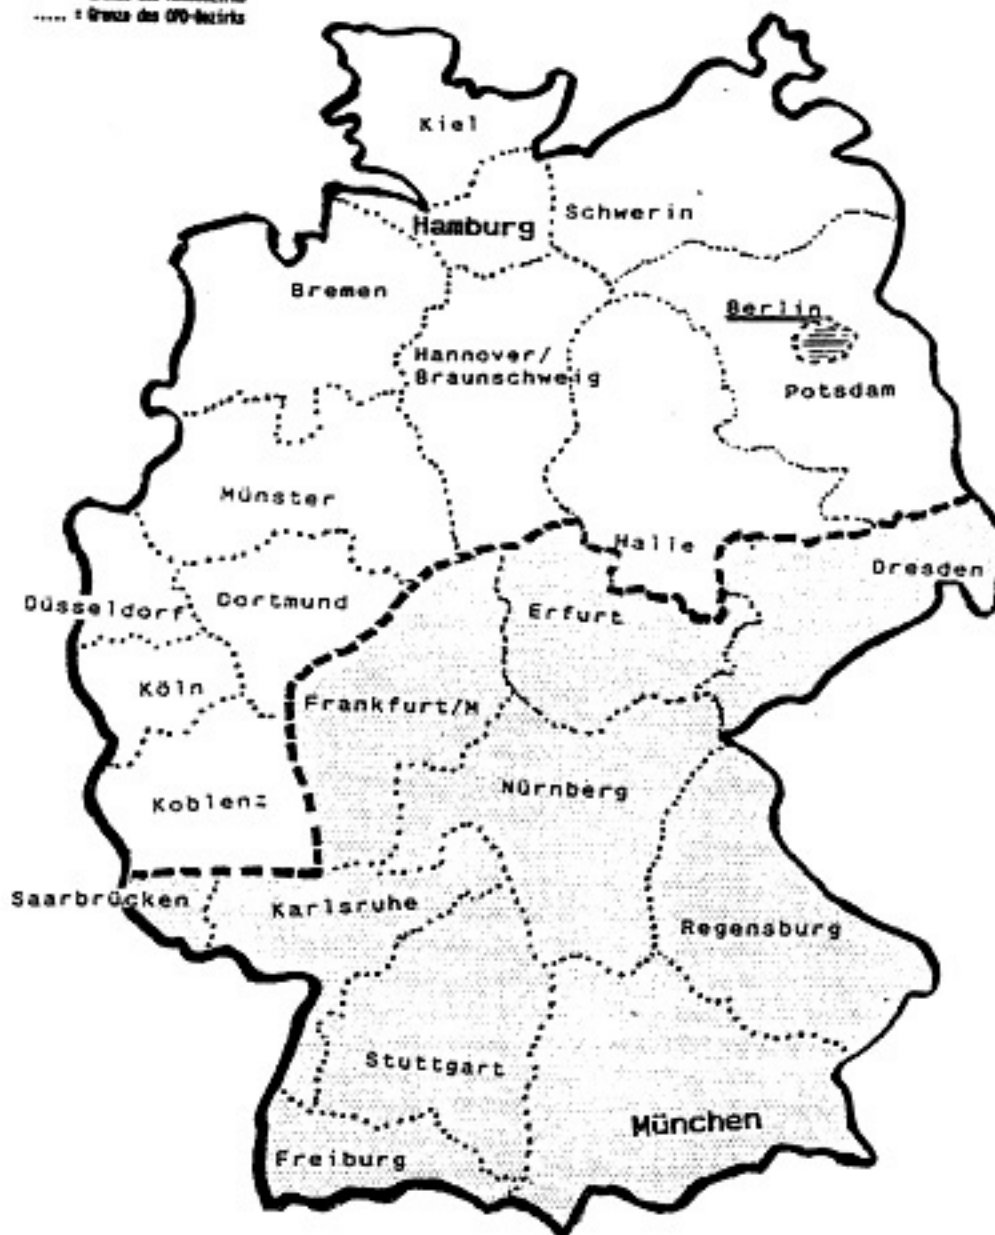 ..... : Grenze des OPD-Bezirks
Kiel
Schwerin
Hamburg
Bremen
Berlin
Hannover/
Braunschweig
Potsdam
Münster
Halle
Dresden
Düsseldorf
Dortmund
Erfurt
Köln
Frankfurt/M
Nürnberg
Koblenz
Saarbrücken
Karlsruhe
Regensburg
Stuttgart
München
Freiburg